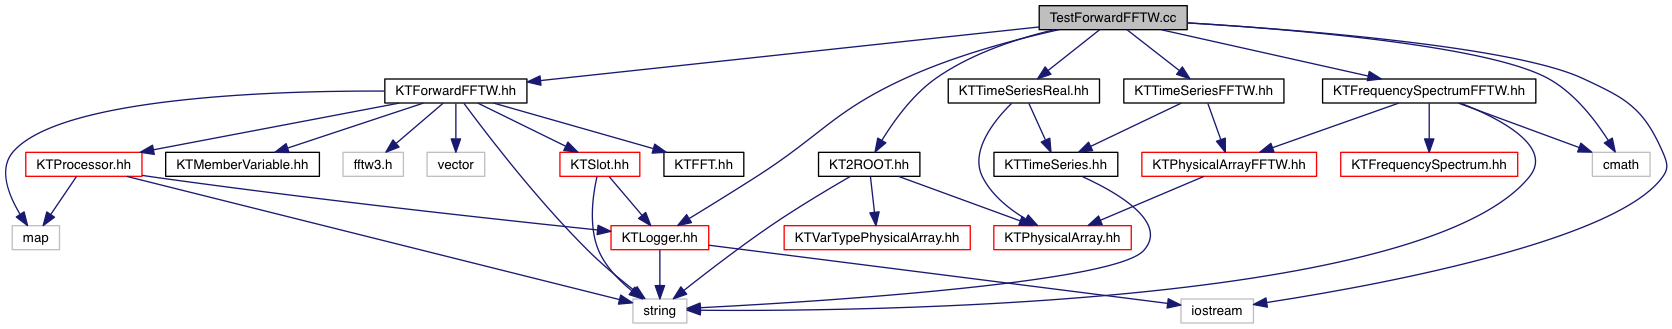 TestForwardFFTW.cc
KTForwardFFTW.hh
KTTimeSeriesReal.hh
KTTimeSeriesFFTW.hh
KTFrequencySpectrumFFTW.hh
KTProcessor.hh
KTMemberVariable.hh
fftw3.h
vector
KTSlot.hh
KTFFT.hh
KT2ROOT.hh
KTTimeSeries.hh
KTPhysicalArrayFFTW.hh
KTFrequencySpectrum.hh
cmath
map
KTLogger.hh
KTVarTypePhysicalArray.hh
KTPhysicalArray.hh
string
iostream